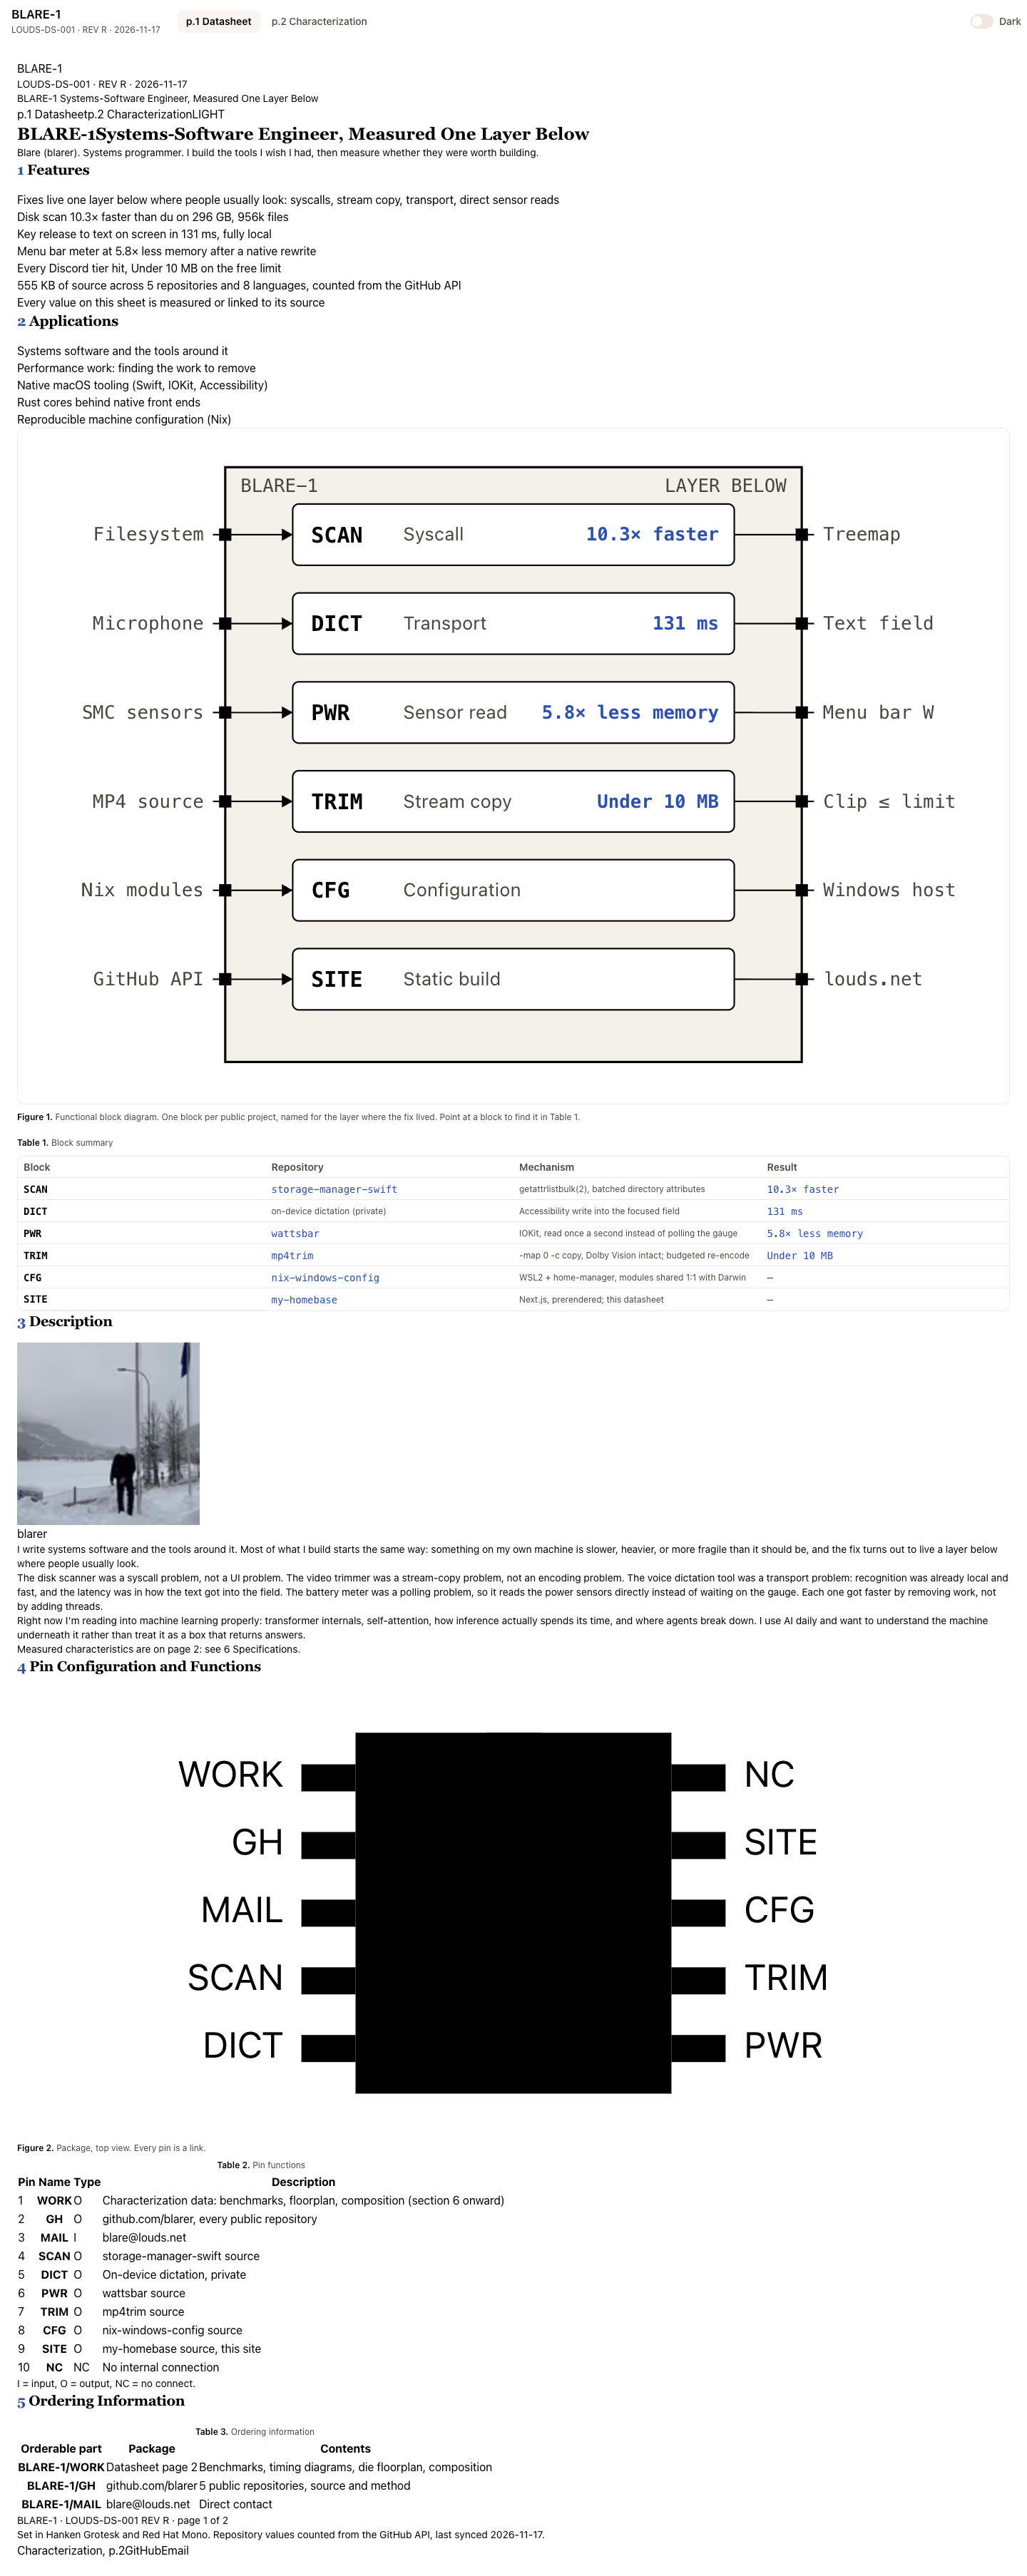 BLARE-1
LOUDS-DS-001 · REV R · 2026-11-17
p.1 Datasheet
p.2 Characterization
Dark
BLARE-1
LOUDS-DS-001 · REV R · 2026-11-17
BLARE-1 Systems-Software Engineer, Measured One Layer Below
p.1 Datasheetp.2 CharacterizationLIGHT
BLARE-1Systems-Software Engineer, Measured One Layer Below
Blare (blarer). Systems programmer. I build the tools I wish I had, then measure whether they were worth building.
1 Features
Fixes live one layer below where people usually look: syscalls, stream copy, transport, direct sensor reads
Disk scan 10.3× faster than du on 296 GB, 956k files
Key release to text on screen in 131 ms, fully local
Menu bar meter at 5.8× less memory after a native rewrite
Every Discord tier hit, Under 10 MB on the free limit
555 KB of source across 5 repositories and 8 languages, counted from the GitHub API
Every value on this sheet is measured or linked to its source
2 Applications
Systems software and the tools around it
Performance work: finding the work to remove
Native macOS tooling (Swift, IOKit, Accessibility)
Rust cores behind native front ends
Reproducible machine configuration (Nix)
BLARE−1 LAYER BELOW
Filesystem SCAN Syscall 10.3× faster Treemap
Microphone DICT Transport 131 ms Text field
SMC sensors PWR Sensor read 5.8× less memory Menu bar W
MP4 source TRIM Stream copy Under 10 MB Clip ≤ limit
Nix modules CFG Configuration Windows host
GitHub API SITE Static build louds.net
Figure 1. Functional block diagram. One block per public project, named for the layer where the fix lived. Point at a block to find it in Table 1.
Table 1. Block summary
Block Repository Mechanism Result
SCAN storage−manager−swift getattrlistbulk(2), batched directory attributes 10.3× faster
DICT on-device dictation (private) Accessibility write into the focused field 131 ms
PWR wattsbar IOKit, read once a second instead of polling the gauge 5.8× less memory
TRIM mp4trim -map 0 -c copy, Dolby Vision intact; budgeted re-encode Under 10 MB
CFG nix−windows−config WSL2 + home-manager, modules shared 1:1 with Darwin –
SITE my−homebase Next.js, prerendered; this datasheet –
3 Description
blarer
I write systems software and the tools around it. Most of what I build starts the same way: something on my own machine is slower, heavier, or more fragile than it should be, and the fix turns out to live a layer below
where people usually look.
The disk scanner was a syscall problem, not a UI problem. The video trimmer was a stream-copy problem, not an encoding problem. The voice dictation tool was a transport problem: recognition was already local and
fast, and the latency was in how the text got into the field. The battery meter was a polling problem, so it reads the power sensors directly instead of waiting on the gauge. Each one got faster by removing work, not
by adding threads.
Right now I'm reading into machine learning properly: transformer internals, self-attention, how inference actually spends its time, and where agents break down. I use AI daily and want to understand the machine
underneath it rather than treat it as a box that returns answers.
Measured characteristics are on page 2: see 6 Specifications.
4 Pin Configuration and Functions
WORK NC
GH SITE
MAIL CFG
SCAN TRIM
DICT PWR
Figure 2. Package, top view. Every pin is a link.
Table 2. Pin functions
Pin Name Type Description
1 WORK O Characterization data: benchmarks, floorplan, composition (section 6 onward)
2 GH O github.com/blarer, every public repository
3 MAIL I blare@louds.net
4 SCAN O storage-manager-swift source
5 DICT O On-device dictation, private
6 PWR O wattsbar source
7 TRIM O mp4trim source
8 CFG O nix-windows-config source
9 SITE O my-homebase source, this site
10 NC NC No internal connection
I = input, O = output, NC = no connect.
5 Ordering Information
Table 3. Ordering information
Orderable part Package Contents
BLARE-1/WORK Datasheet page 2 Benchmarks, timing diagrams, die floorplan, composition
BLARE-1/GH github.com/blarer 5 public repositories, source and method
BLARE-1/MAIL blare@louds.net Direct contact
BLARE-1 · LOUDS-DS-001 REV R · page 1 of 2
Set in Hanken Grotesk and Red Hat Mono. Repository values counted from the GitHub API, last synced 2026-11-17.
Characterization, p.2GitHubEmail